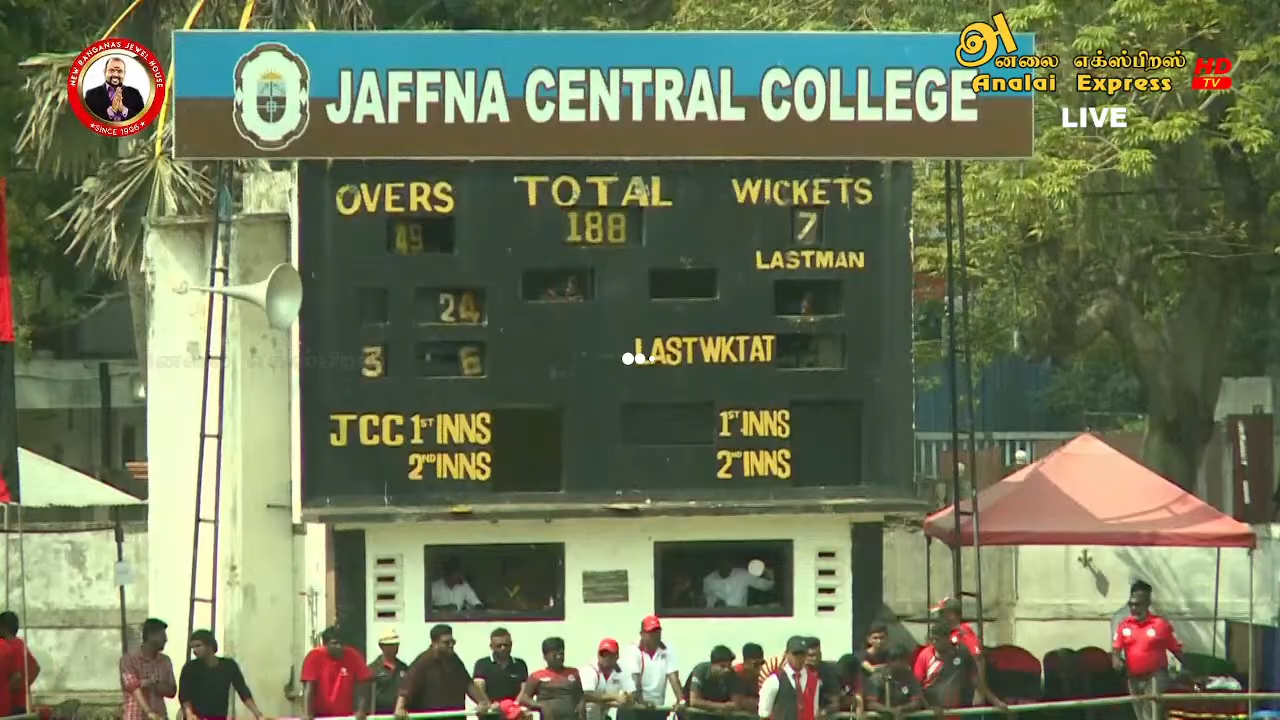 NEW RANGANAS JEWEL HOUSE
★SINCE 1996★
அனலை எக்ஸ்பிறஸ்
Analai Express
HD
TV
LIVE
JAFFNA CENTRAL COLLEGE
OVERS TOTAL WICKETS
49 188 7
LASTMAN
24
3 6 LASTWKTAT
JCC 1ST INNS 1ST INNS
2ND INNS 2ND INNS